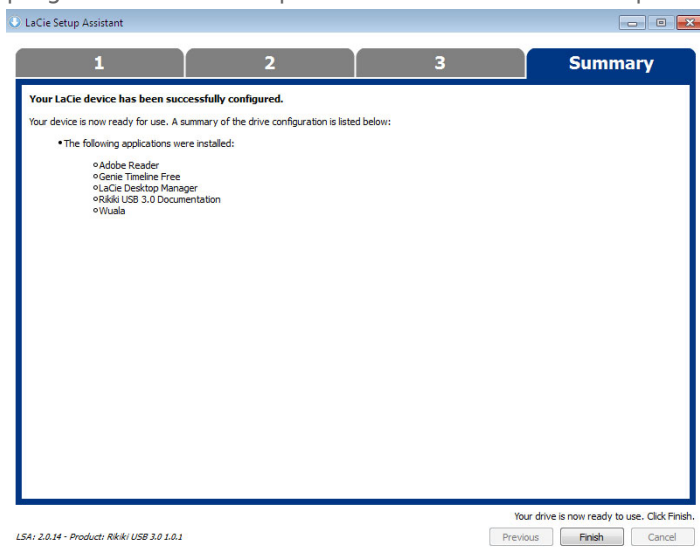 LaCie Setup Assistant
1 2 3 Summary
Your LaCie device has been successfully configured.
Your device is now ready for use. A summary of the drive configuration is listed below:
• The following applications were installed:
Adobe Reader
Genie Timeline Free
LaCie Desktop Manager
Rikiki USB 3.0 Documentation
Wuala
Your drive is now ready to use. Click Finish.
LSA: 2.0.14 - Product: Rikiki USB 3.0 1.0.1
Previous Finish Cancel